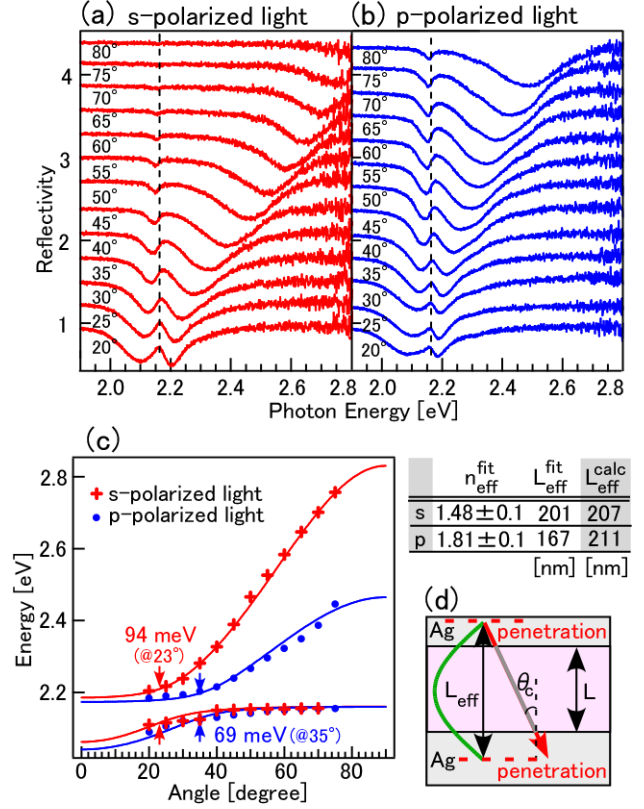 (a) s-polarized light
(b) p-polarized light
Reflectivity
4
3
2
1
80°
75°
70°
65°
60°
55°
50°
45°
40°
35°
30°
25°
20°
80°
75°
70°
65°
60°
55°
50°
45°
40°
35°
30°
25°
20°
2.0 2.2 2.4 2.6 2.8 2.0 2.2 2.4 2.6 2.8
Photon Energy [eV]
(c)
s-polarized light
p-polarized light
Energy [eV]
2.8
2.6
2.4
2.2
2.0
94 meV
(@23°)
69 meV (@35°)
0 20 40 60 80
Angle [degree]
n_eff^fit L_eff^fit L_eff^calc
s 1.48±0.1 201 207
p 1.81±0.1 167 211
[nm] [nm]
(d)
Ag penetration
L_eff θ_c L
Ag penetration